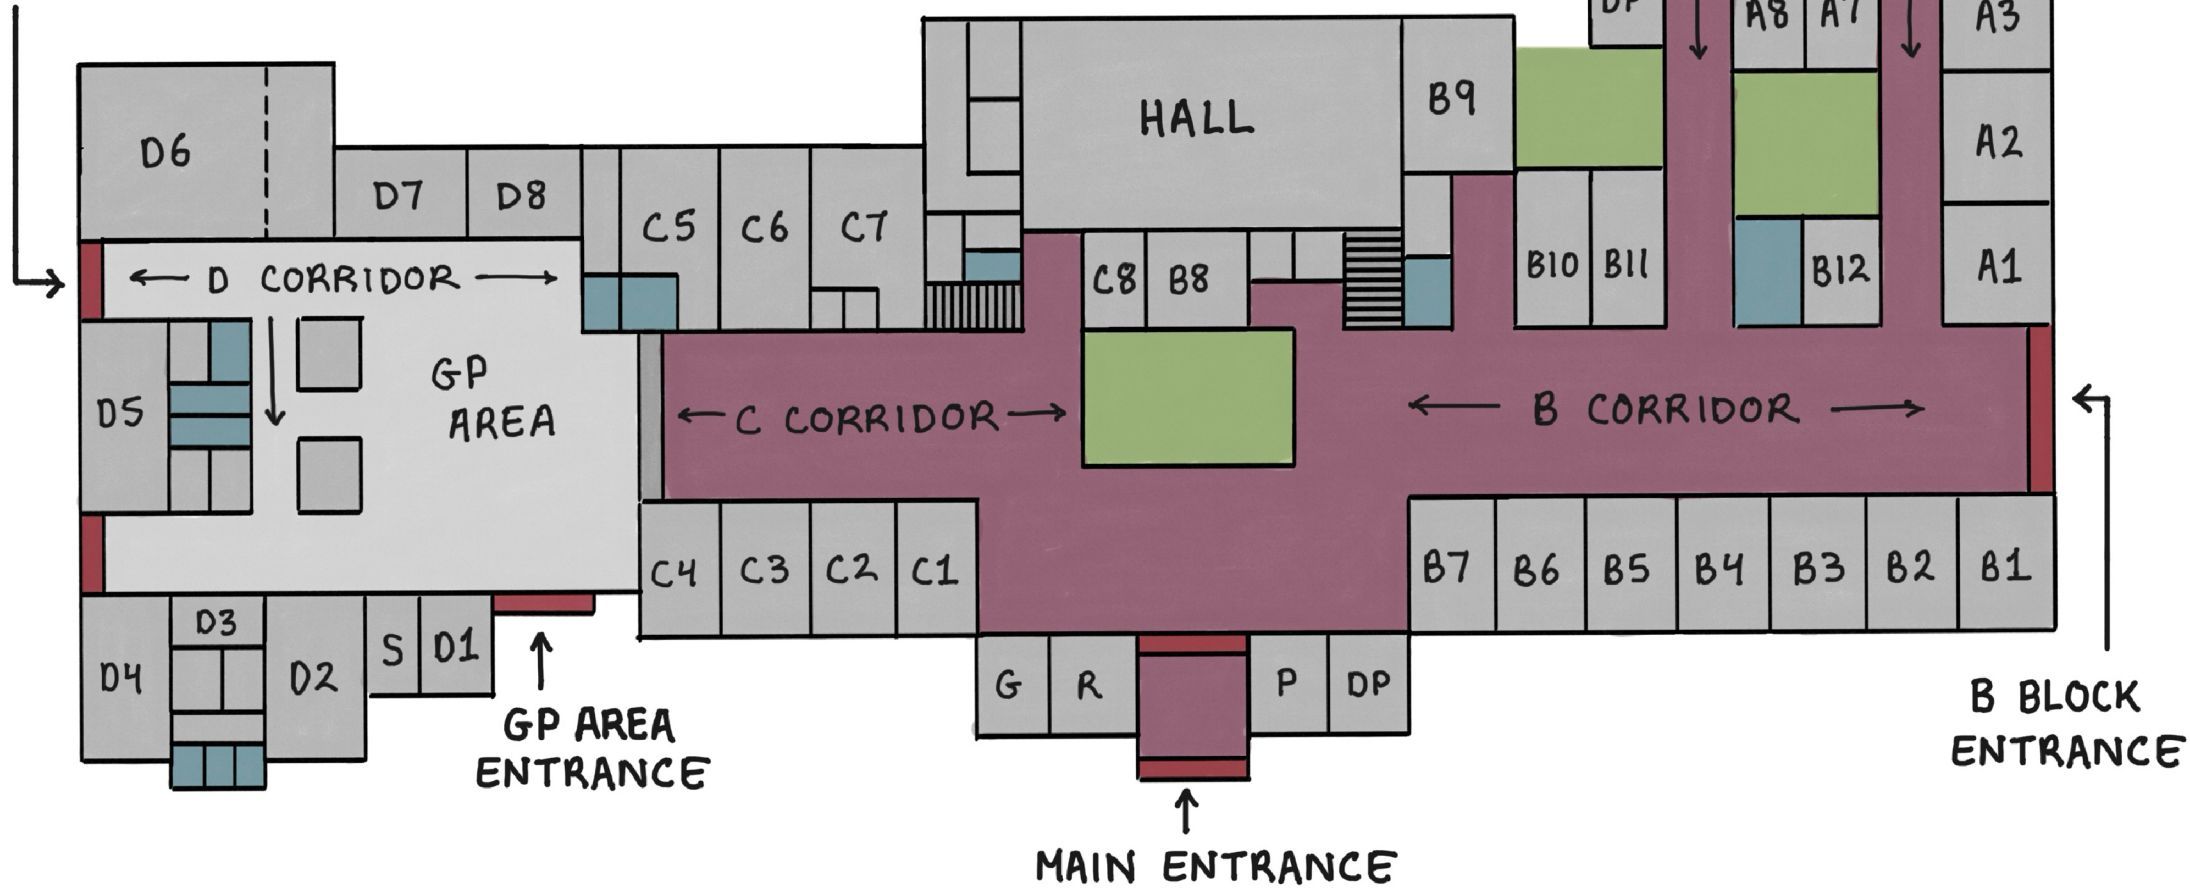 DP
A8
A7
A3
D6
HALL
B9
A2
D7
D8
C5
C6
C7
C8
B8
B10
B11
B12
A1
D CORRIDOR
GP
AREA
D5
C CORRIDOR
B CORRIDOR
C4
C3
C2
C1
B7
B6
B5
B4
B3
B2
B1
D3
D4
D2
S
D1
G
R
P
DP
GP AREA
ENTRANCE
B BLOCK
ENTRANCE
MAIN ENTRANCE